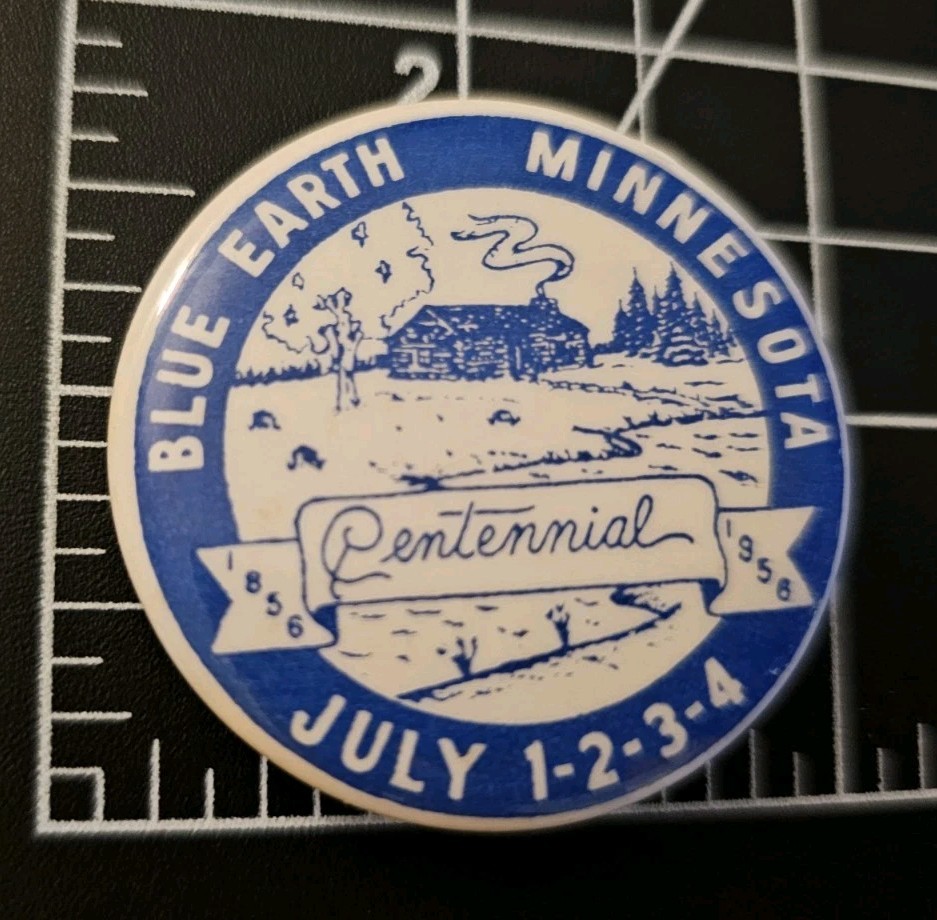 2
BLUE EARTH MINNESOTA
Centennial
1856
1956
JULY 1-2-3-4